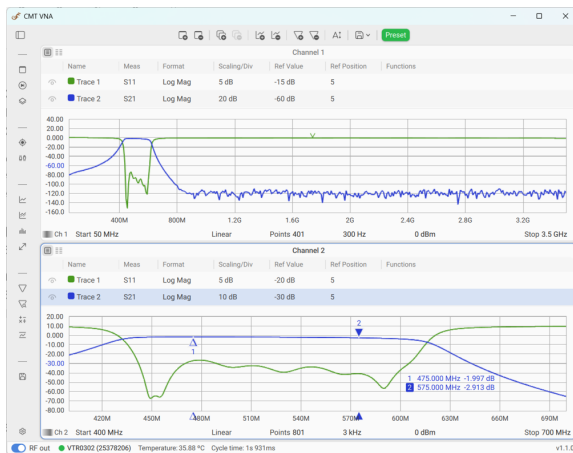 CMT VNA
Preset
Channel 1
Name Meas Format Scaling/Div Ref Value Ref Position Functions
Trace 1 S11 Log Mag 5 dB -15 dB 5
Trace 2 S21 Log Mag 20 dB -60 dB 5
40.00
20.00
0.000
-20.00
-40.00
-60.00
-80.00
-100.0
-120.0
-140.0
-160.0
400M 800M 1.2G 1.6G 2G 2.4G 2.8G 3.2G
Ch 1 Start 50 MHz Linear Points 401 300 Hz 0 dBm Stop 3.5 GHz
Channel 2
Name Meas Format Scaling/Div Ref Value Ref Position Functions
Trace 1 S11 Log Mag 5 dB -20 dB 5
Trace 2 S21 Log Mag 10 dB -30 dB 5
20.00
10.00
0.000
-10.00
-20.00
-30.00
-40.00
-50.00
-60.00
-70.00
-80.00
2
1
1 475.000 MHz -1.997 dB
2 575.000 MHz -2.913 dB
420M 450M 480M 510M 540M 570M 600M 630M 660M 690M
Ch 2 Start 400 MHz Linear Points 801 3 kHz 0 dBm Stop 700 MHz
RF out VTR0302 (25378206) Temperature: 35.88 °C Cycle time: 1s 931ms